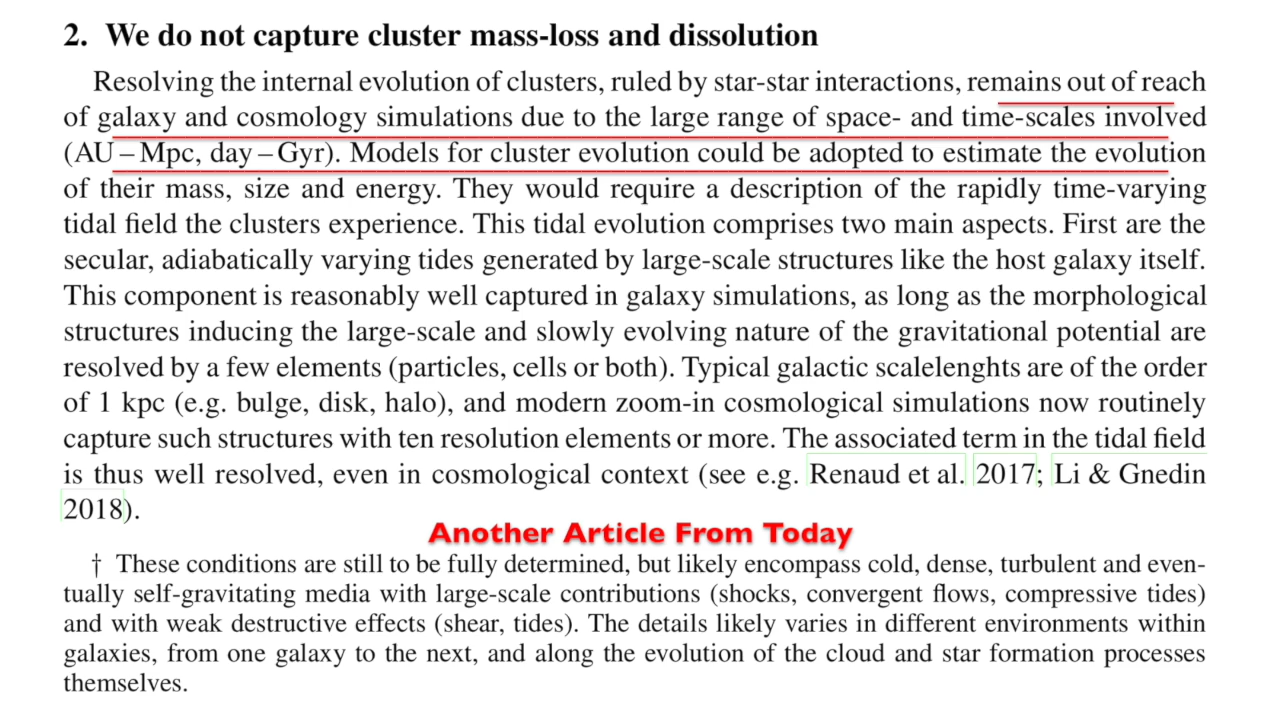 2. We do not capture cluster mass-loss and dissolution
Resolving the internal evolution of clusters, ruled by star-star interactions, remains out of reach
of galaxy and cosmology simulations due to the large range of space- and time-scales involved
(AU – Mpc, day – Gyr). Models for cluster evolution could be adopted to estimate the evolution
of their mass, size and energy. They would require a description of the rapidly time-varying
tidal field the clusters experience. This tidal evolution comprises two main aspects. First are the
secular, adiabatically varying tides generated by large-scale structures like the host galaxy itself.
This component is reasonably well captured in galaxy simulations, as long as the morphological
structures inducing the large-scale and slowly evolving nature of the gravitational potential are
resolved by a few elements (particles, cells or both). Typical galactic scalelenghts are of the order
of 1 kpc (e.g. bulge, disk, halo), and modern zoom-in cosmological simulations now routinely
capture such structures with ten resolution elements or more. The associated term in the tidal field
is thus well resolved, even in cosmological context (see e.g. Renaud et al. 2017; Li & Gnedin
2018).
Another Article From Today
† These conditions are still to be fully determined, but likely encompass cold, dense, turbulent and even-
tually self-gravitating media with large-scale contributions (shocks, convergent flows, compressive tides)
and with weak destructive effects (shear, tides). The details likely varies in different environments within
galaxies, from one galaxy to the next, and along the evolution of the cloud and star formation processes
themselves.